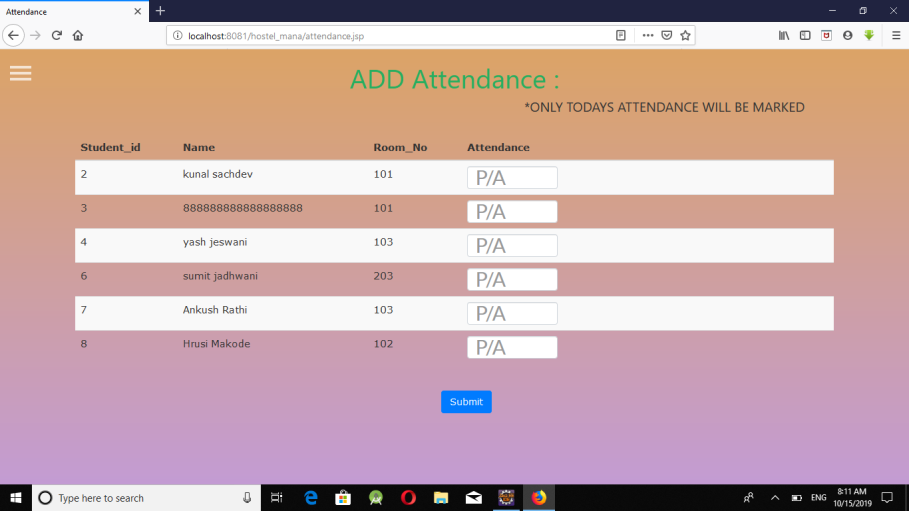 Attendance
localhost:8081/hostel_mana/attendance.jsp
ADD Attendance :
*ONLY TODAYS ATTENDANCE WILL BE MARKED
Student_id Name Room_No Attendance
2 kunal sachdev 101 P/A
3 888888888888888888 101 P/A
4 yash jeswani 103 P/A
6 sumit jadhwani 203 P/A
7 Ankush Rathi 103 P/A
8 Hrusi Makode 102 P/A
Submit
Type here to search
ENG
8:11 AM
10/15/2019